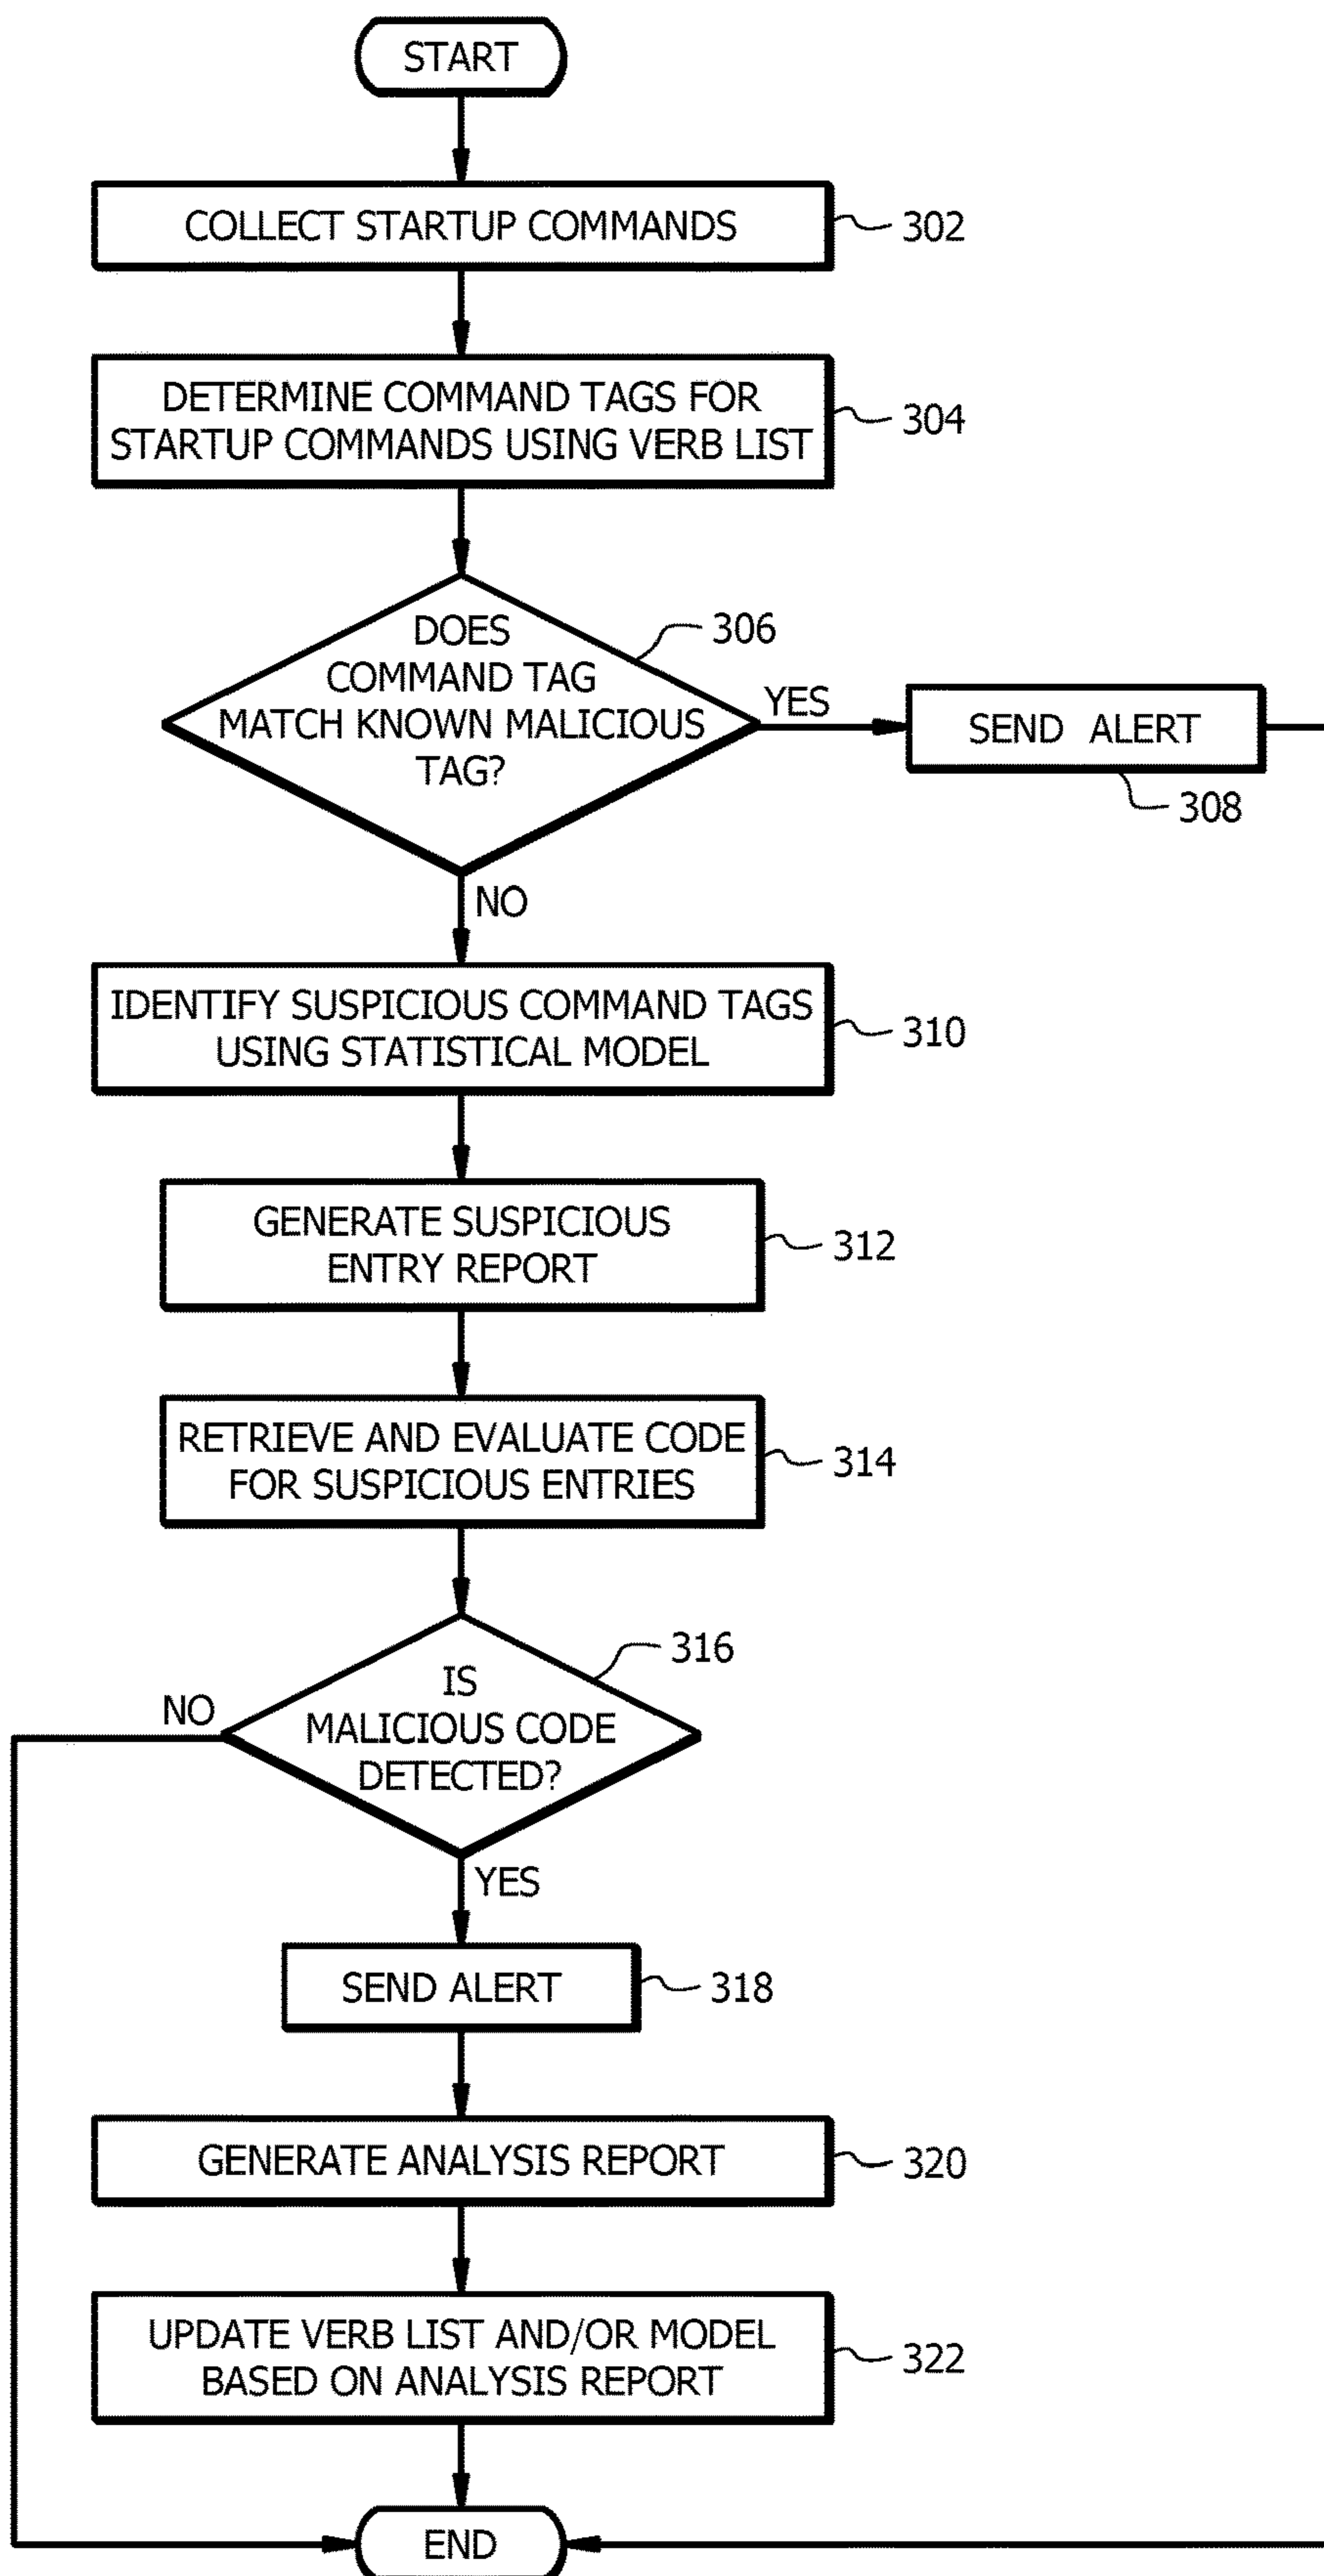 START
COLLECT STARTUP COMMANDS
302
DETERMINE COMMAND TAGS FOR
STARTUP COMMANDS USING VERB LIST
304
DOES
COMMAND TAG
MATCH KNOWN MALICIOUS
TAG?
306
YES
SEND ALERT
308
NO
IDENTIFY SUSPICIOUS COMMAND TAGS
USING STATISTICAL MODEL
310
GENERATE SUSPICIOUS
ENTRY REPORT
312
RETRIEVE AND EVALUATE CODE
FOR SUSPICIOUS ENTRIES
314
IS
MALICIOUS CODE
DETECTED?
316
NO
YES
SEND ALERT
318
GENERATE ANALYSIS REPORT
320
UPDATE VERB LIST AND/OR MODEL
BASED ON ANALYSIS REPORT
322
END